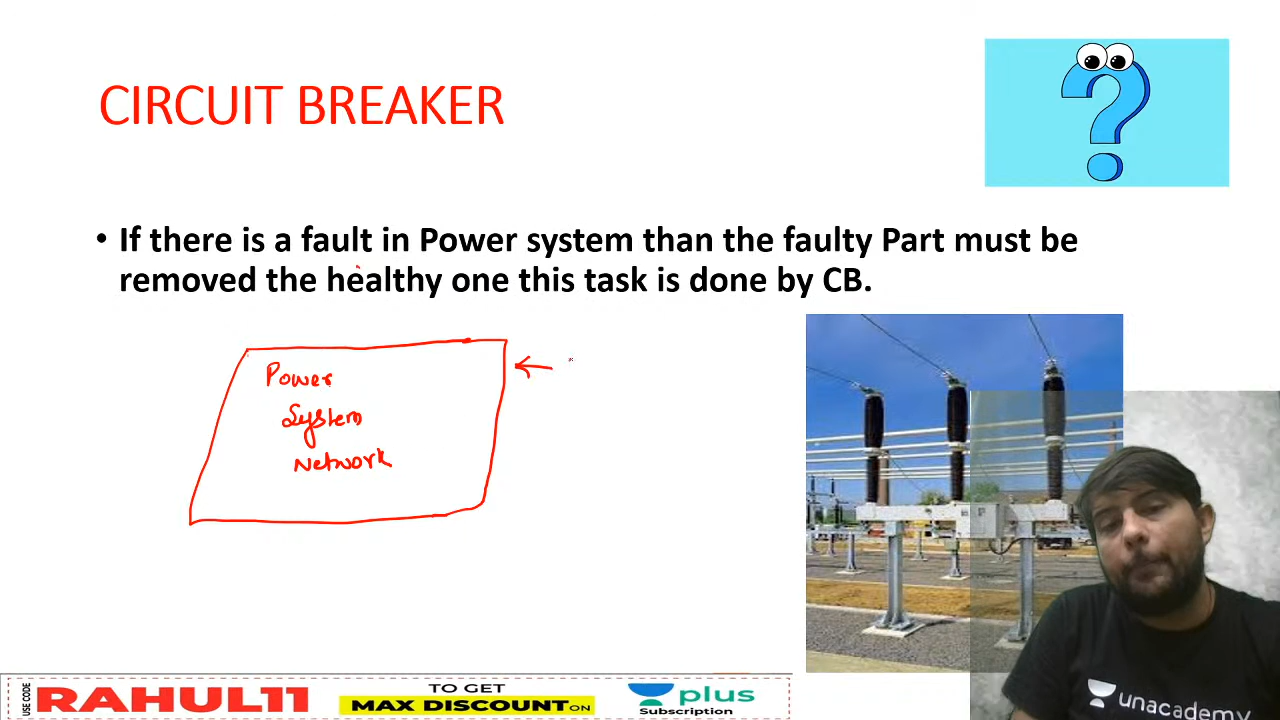 CIRCUIT BREAKER
• If there is a fault in Power system than the faulty Part must be
removed the healthy one this task is done by CB.
Power
System
Network
unacademy
USE CODE
RAHUL11
TO GET
MAX DISCOUNT ON
plus
Subscription